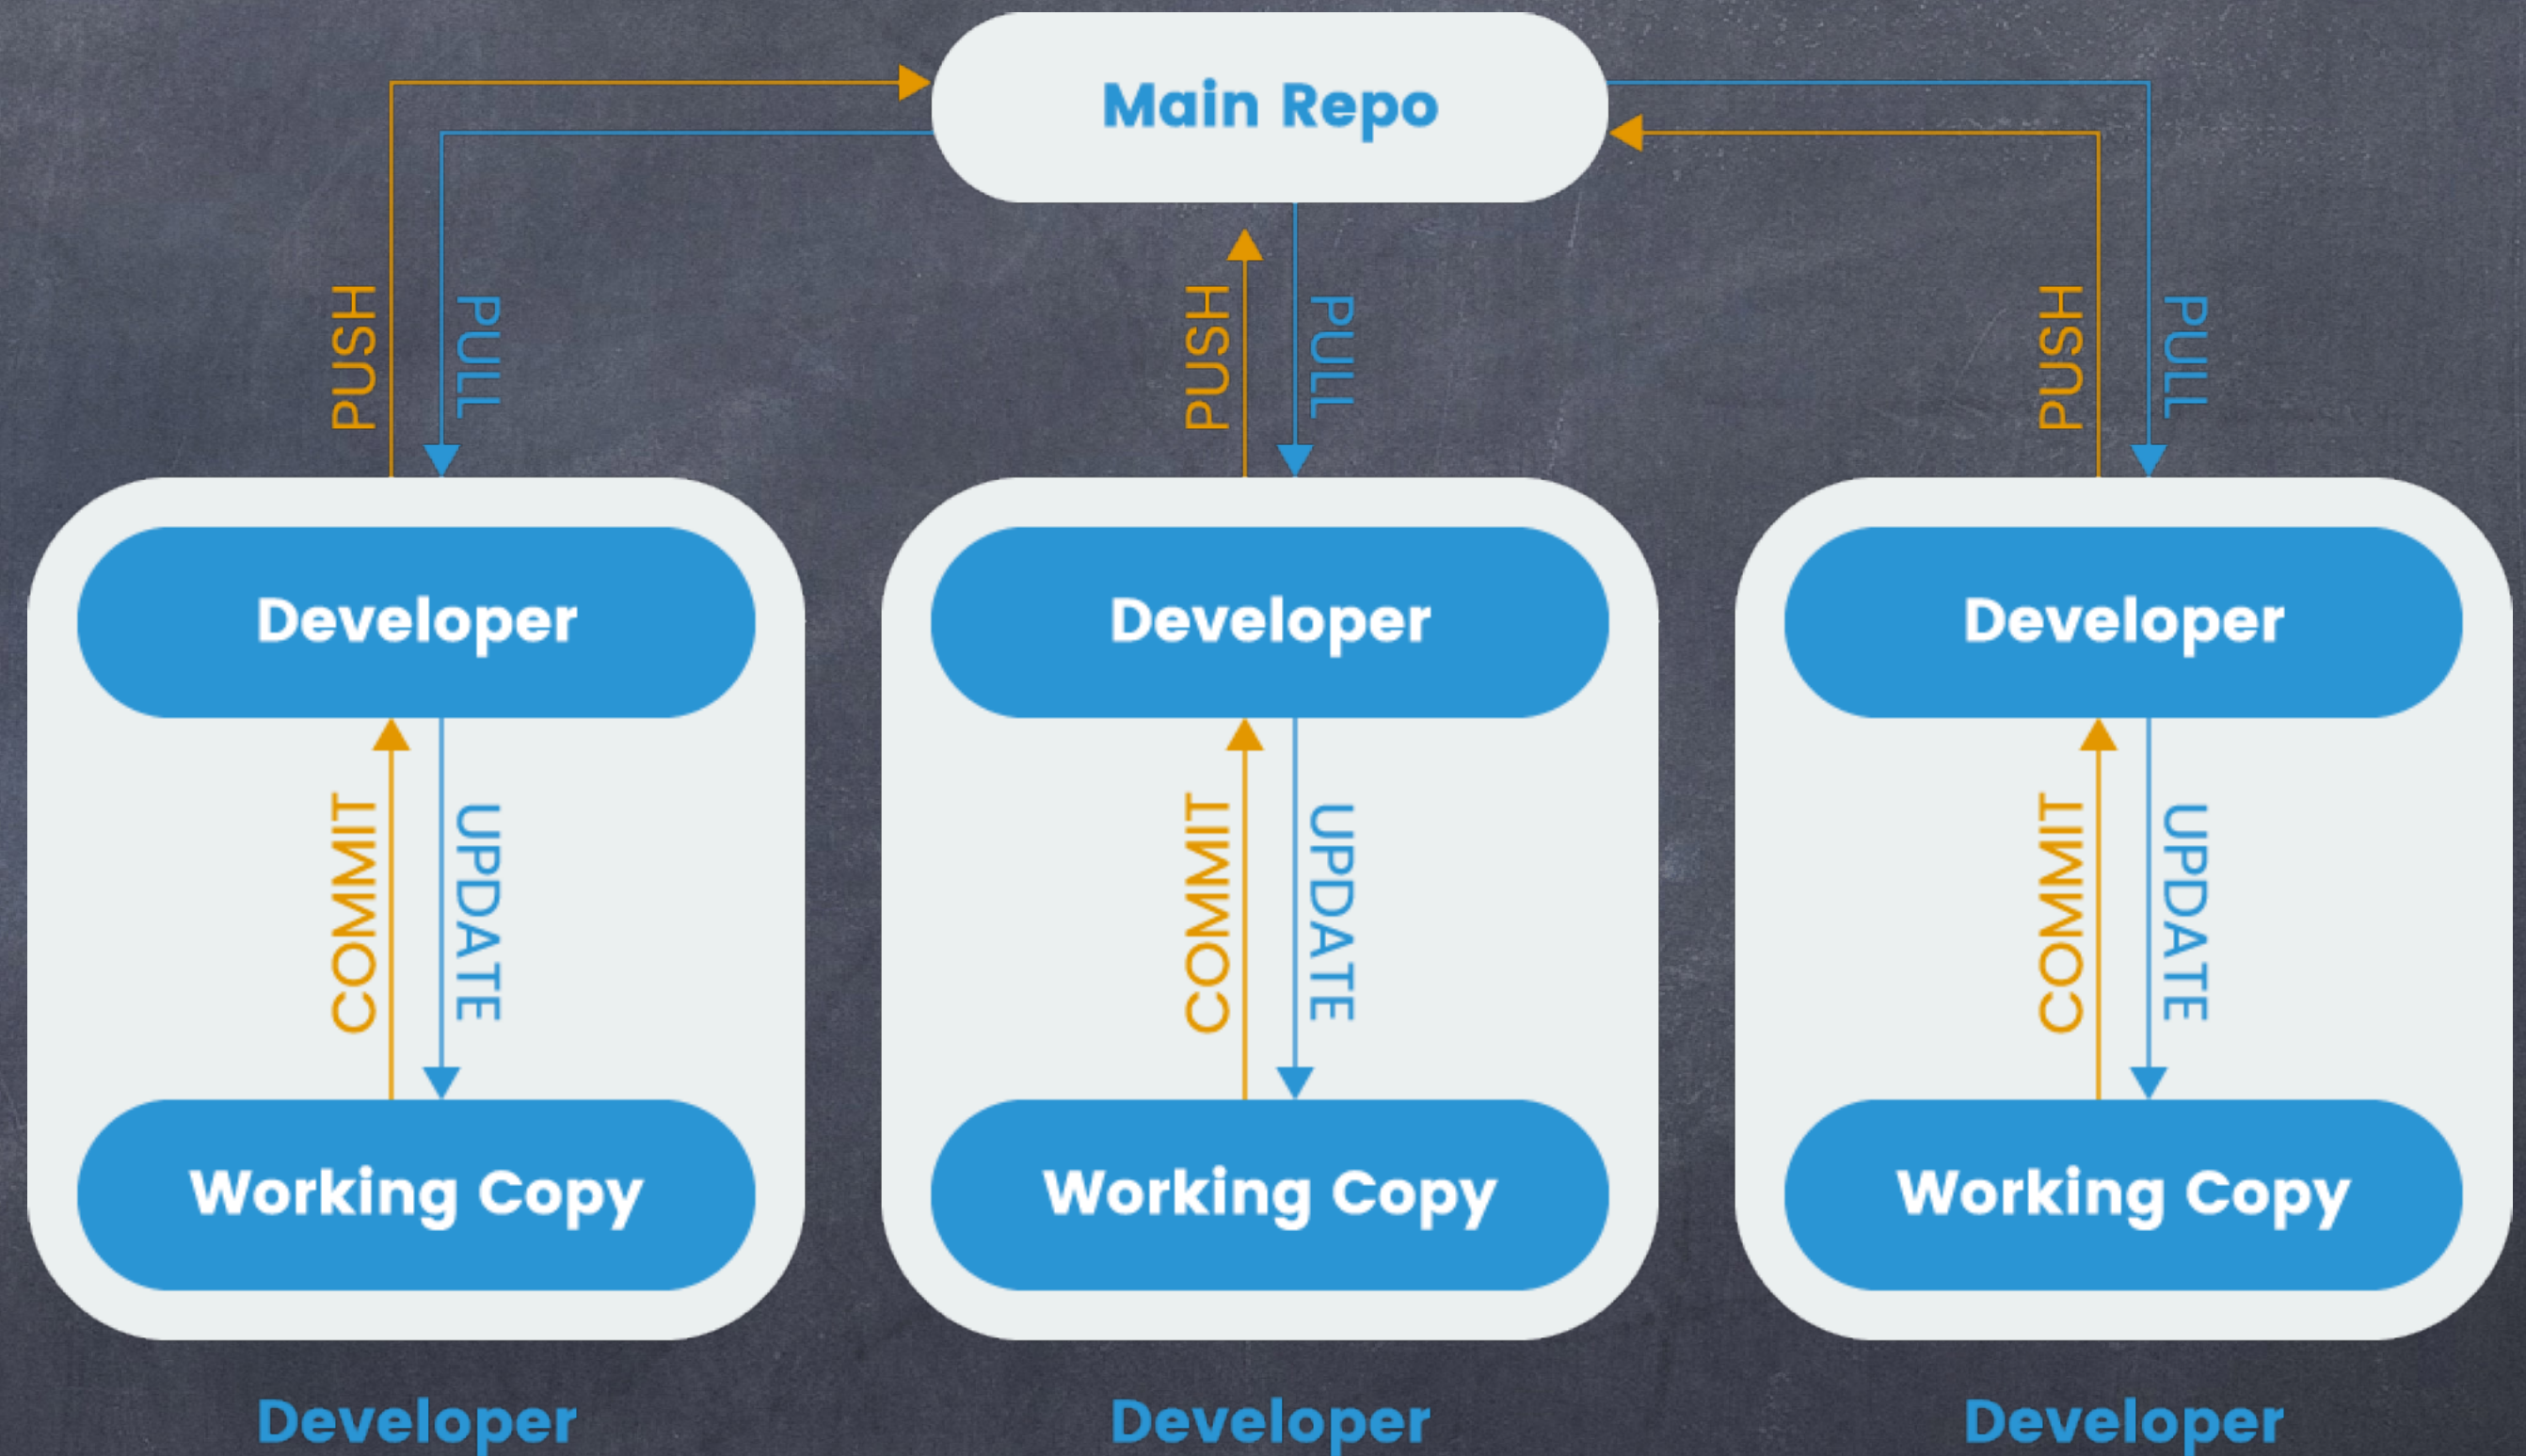 Main Repo
PUSH
PULL
PUSH
PULL
PUSH
PULL
Developer
Developer
Developer
COMMIT
UPDATE
COMMIT
UPDATE
COMMIT
UPDATE
Working Copy
Working Copy
Working Copy
Developer
Developer
Developer